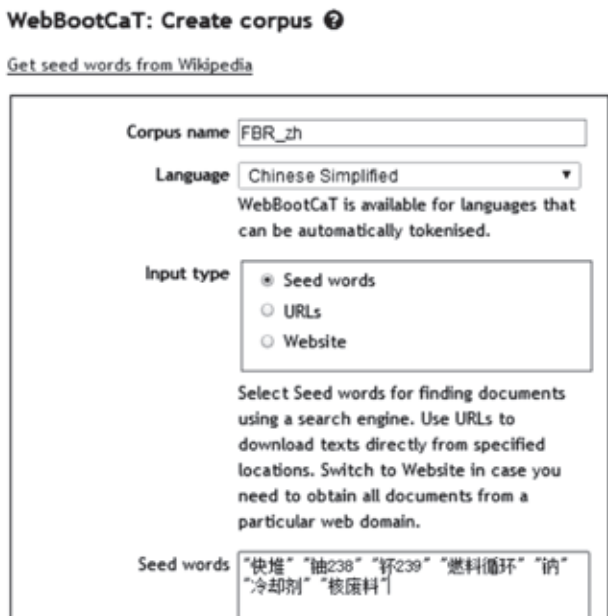 WebBootCaT: Create corpus ?
Get seed words from Wikipedia
Corpus name FBR_zh
Language Chinese Simplified
WebBootCaT is available for languages that
can be automatically tokenised.
Input type
Seed words
URLs
Website
Select Seed words for finding documents
using a search engine. Use URLs to
download texts directly from specified
locations. Switch to Website in case you
need to obtain all documents from a
particular web domain.
Seed words "快堆" "铀238" "钚239" "燃料循环" "钠"
"冷却剂" "核废料"